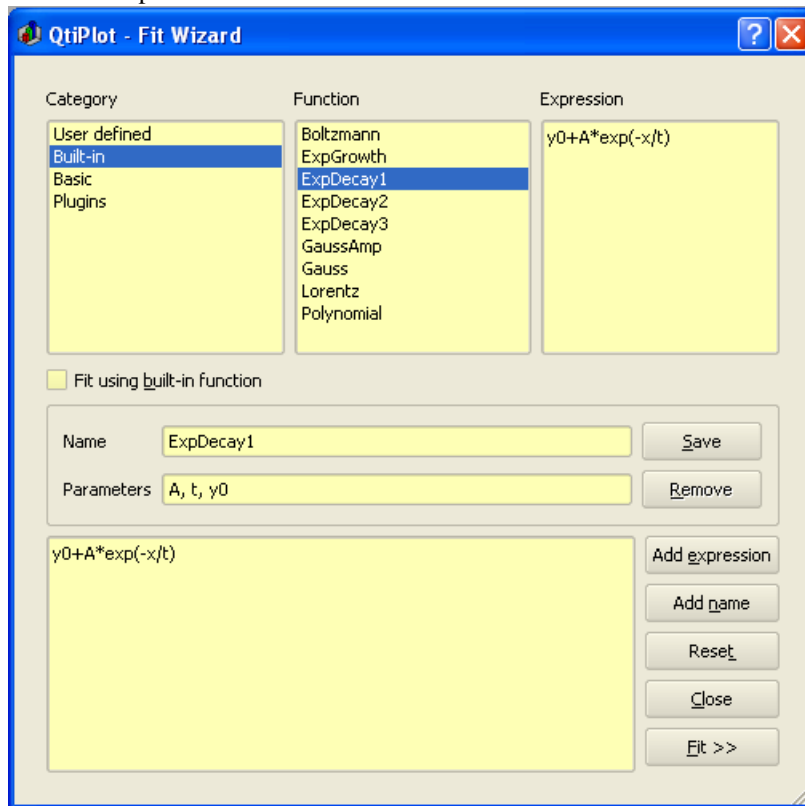 QtiPlot - Fit Wizard
Category
Function
Expression
User defined
Built-in
Basic
Plugins
Boltzmann
ExpGrowth
ExpDecay1
ExpDecay2
ExpDecay3
GaussAmp
Gauss
Lorentz
Polynomial
y0+A*exp(-x/t)
Fit using built-in function
Name
ExpDecay1
Save
Parameters
A, t, y0
Remove
y0+A*exp(-x/t)
Add expression
Add name
Reset
Close
Fit >>